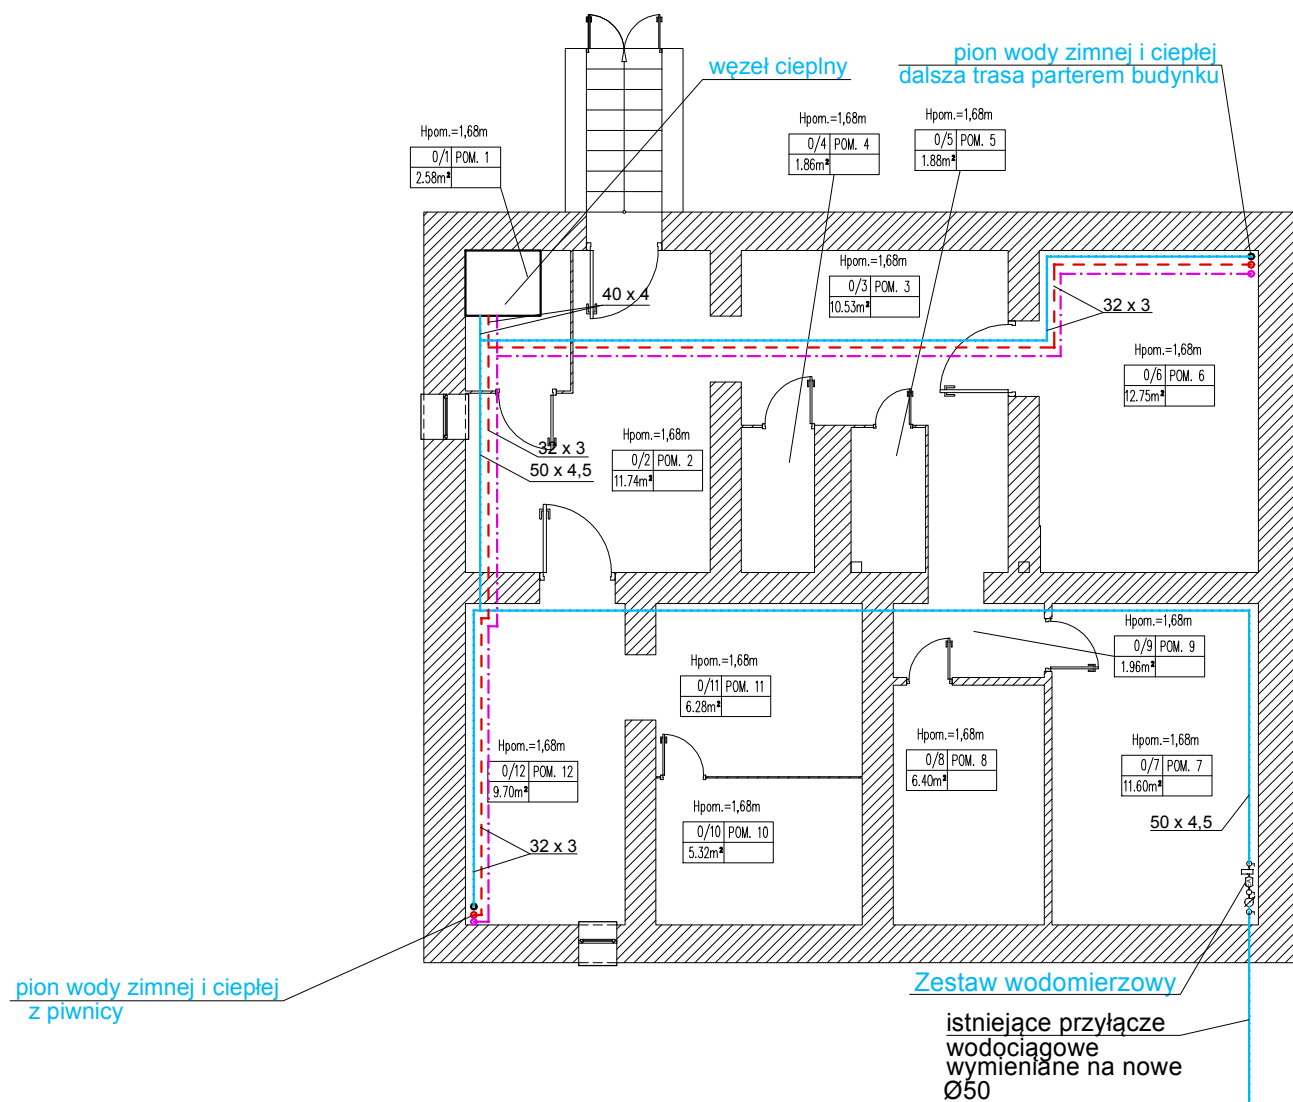 węzeł cieplny
pion wody zimnej i ciepłej
dalsza trasa parterem budynku
Hpom.=1,68m
0/1 POM. 1
2.58m²
Hpom.=1,68m
0/4 POM. 4
1.86m²
Hpom.=1,68m
0/5 POM. 5
1.88m²
Hpom.=1,68m
0/3 POM. 3
10.53m²
40 x 4
32 x 3
Hpom.=1,68m
0/6 POM. 6
12.75m²
Hpom.=1,68m
0/2 POM. 2
11.74m²
32 x 3
50 x 4,5
Hpom.=1,68m
0/9 POM. 9
1.96m²
Hpom.=1,68m
0/11 POM. 11
6.28m²
Hpom.=1,68m
0/12 POM. 12
9.70m²
Hpom.=1,68m
0/8 POM. 8
6.40m²
Hpom.=1,68m
0/7 POM. 7
11.60m²
Hpom.=1,68m
0/10 POM. 10
5.32m²
50 x 4,5
32 x 3
pion wody zimnej i ciepłej
z piwnicy
Zestaw wodomierzowy
istniejące przyłącze
wodociągowe
wymieniane na nowe
Ø50